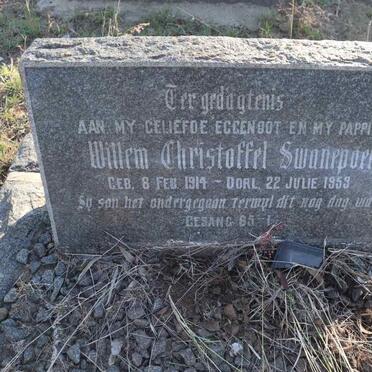 Ter gedagtenis
AAN MY GELIEFDE EGGENOOT EN MY PAPPIE
Willem Christoffel Swanepoel
GEB. 8 FEB. 1914 - OORL. 22 JULIE 1953
Sy son het ondergegaan terwyl dit nog dag was
GESANG 65-1